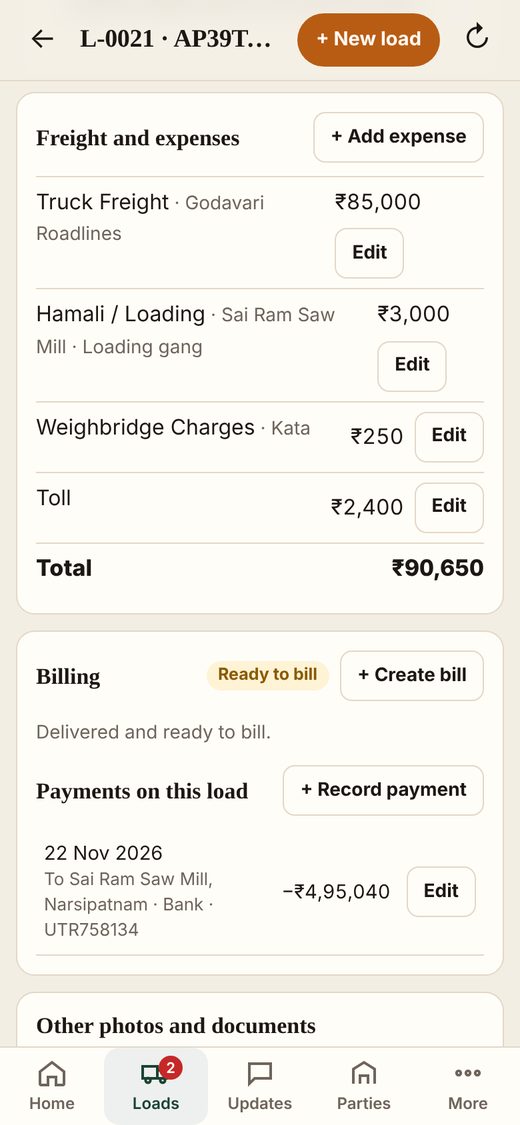 L-0021 · AP39T…
+ New load
Freight and expenses
+ Add expense
Truck Freight · Godavari
Roadlines
₹85,000
Edit
Hamali / Loading · Sai Ram Saw
Mill · Loading gang
₹3,000
Edit
Weighbridge Charges · Kata
₹250
Edit
Toll
₹2,400
Edit
Total
₹90,650
Billing
Ready to bill
+ Create bill
Delivered and ready to bill.
Payments on this load
+ Record payment
22 Nov 2026
To Sai Ram Saw Mill,
Narsipatnam · Bank ·
UTR758134
−₹4,95,040
Edit
Other photos and documents
2
Home
Loads
Updates
Parties
More